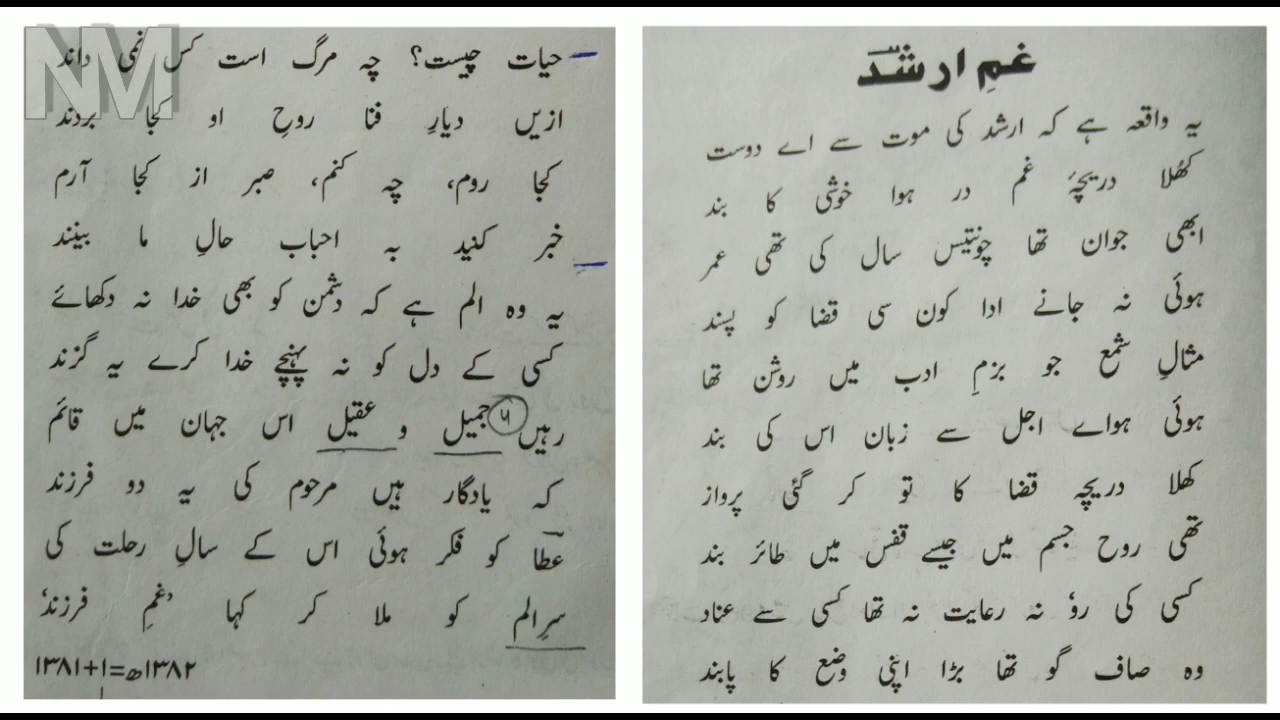 غمِ ارشد
یہ واقعہ ہے کہ ارشد کی موت سے اے دوست
کھُلا دریچۂ غم در ہوا خوشی کا بند
ابھی جوان تھا چونتیس سال کی تھی عمر
ہوئی نہ جانے ادا کون سی قضا کو پسند
مثالِ شمع جو بزمِ ادب میں روشن تھا
ہوئی ہواے اجل سے زبان اس کی بند
کھلا دریچہ قضا کا تو کر گئی پرواز
تھی روح جسم میں جیسے قفس میں طائر بند
کسی کی روٗ نہ رعایت نہ تھا کسی سے عناد
وہ صاف گو تھا بڑا اپنی وضع کا پابند
حیات چیست؟ چہ مرگ است کس نمی داند
ازیں دیارِ فنا روحِ او کجا بردند
کجا روم، چہ کنم، صبر از کجا آرم
خبر کنید بہ احباب حالِ ما بینند
یہ وہ الم ہے کہ دشمن کو بھی خدا نہ دکھائے
کسی کے دل کو نہ پہنچے خدا کرے یہ گزند
رہیں ۵ جمیل و عقیل اس جہان میں قائم
کہ یادگار ہیں مرحوم کی یہ دو فرزند
عطا کو فکر ہوئی اس کے سالِ رحلت کی
سرِ الم کو ملا کر کہا ’غمِ فرزند‘
۱۳۸۱+۱=۱۳۸۲ھ
NM